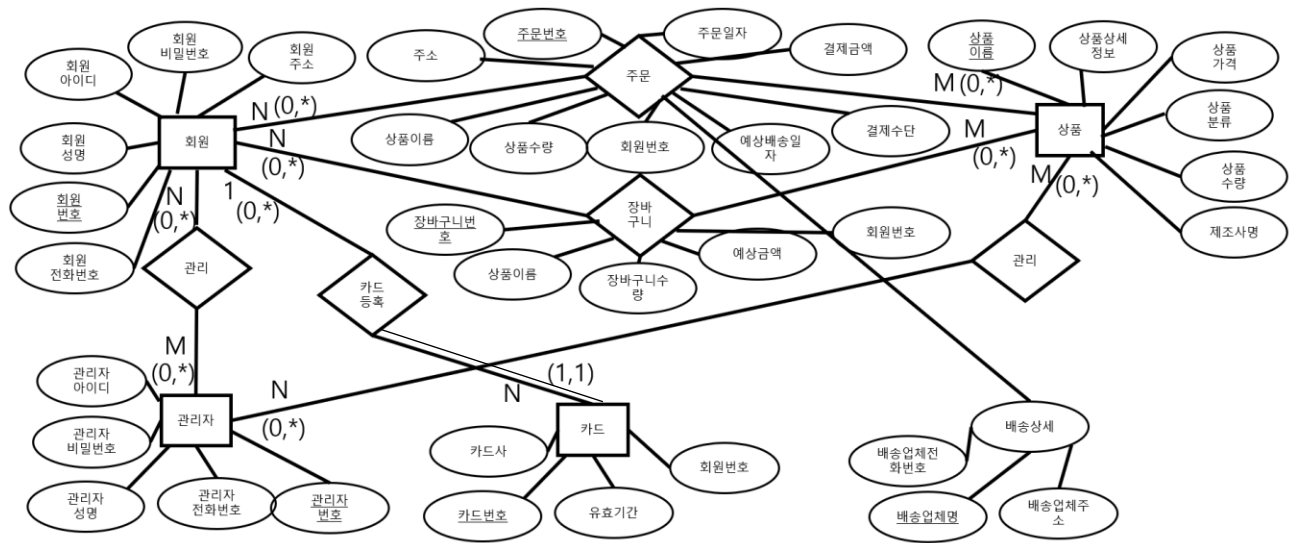 회원
비밀번호
회원
아이디
회원
주소
주소
주문번호
주문
주문일자
결제금액
상품
이름
상품상세
정보
상품
가격
N (0,*)
M (0,*)
회원
성명
회원
N
(0,*)
상품이름
상품수량
회원번호
예상배송일
자
결제수단
M
(0,*)
상품
상품
분류
회원
번호
N
(0,*)
1
(0,*)
M (0,*)
상품
수량
장바구니번
호
장바
구니
회원번호
제조사명
회원
전화번호
관리
카드
등록
상품이름
장바구니수
량
예상금액
관리
M
(0,*)
관리자
아이디
N
(0,*)
(1,1)
N
관리자
비밀번호
관리자
카드사
카드
회원번호
배송상세
배송업체전
화번호
관리자
성명
관리자
전화번호
관리자
번호
카드번호
유효기간
배송업체명
배송업체주
소